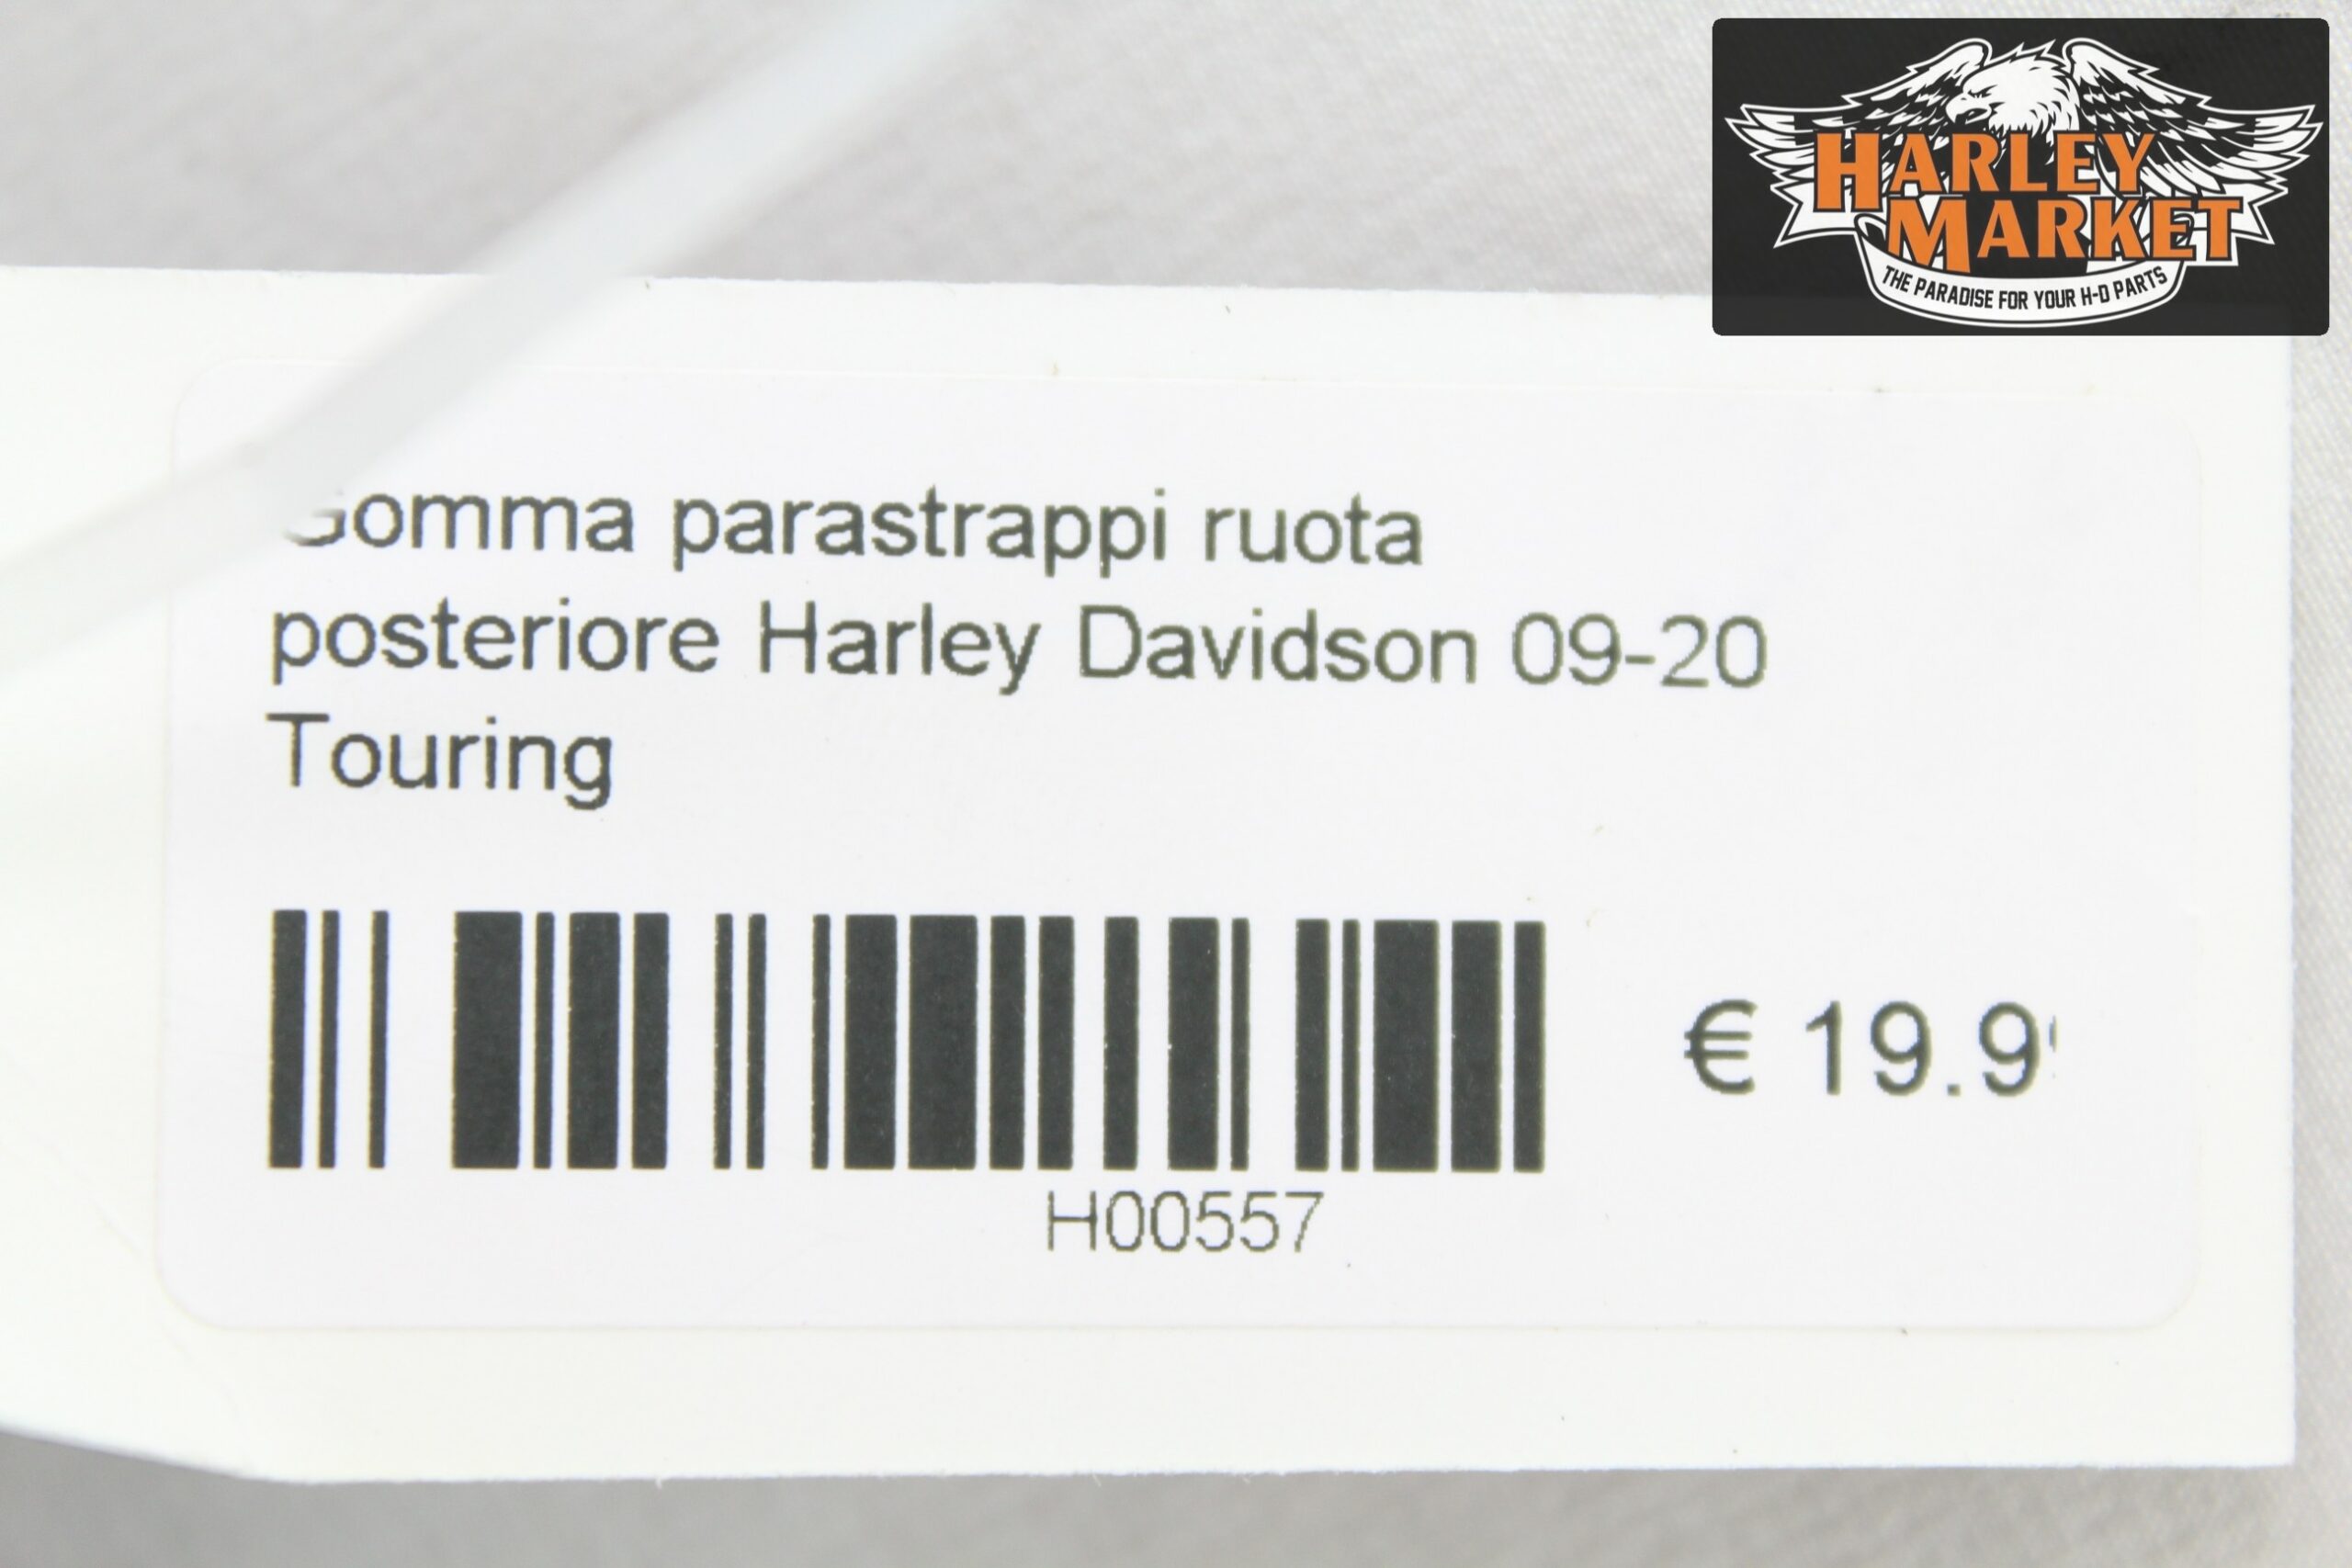 HARLEY
MARKET
THE PARADISE FOR YOUR H-D PARTS
Gomma parastrappi ruota
posteriore Harley Davidson 09-20
Touring
€ 19.9
H00557